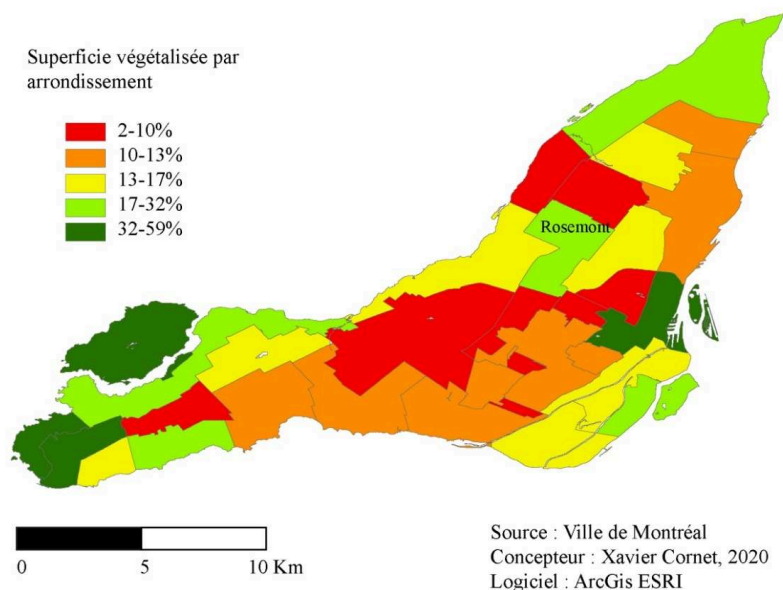 Superficie végétalisée par
arrondissement
2-10%
10-13%
13-17%
17-32%
32-59%
Rosemont
0 5 10 Km
Source : Ville de Montréal
Concepteur : Xavier Cornet, 2020
Logiciel : ArcGis ESRI